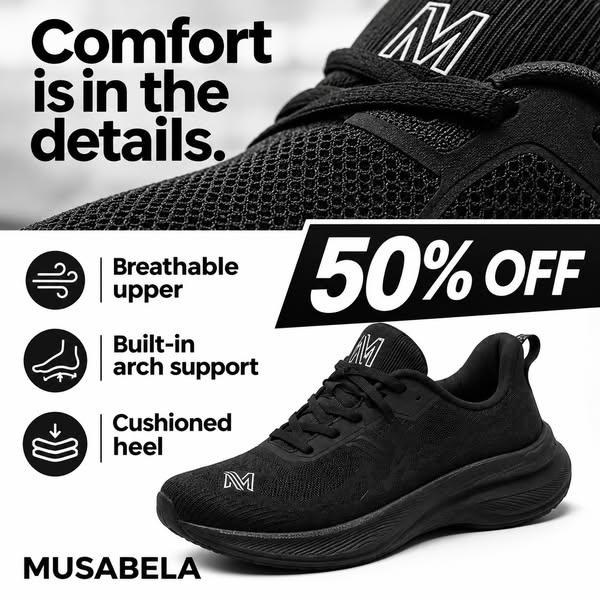 Comfort
is in the
details.
M
50% OFF
Breathable
upper
Built-in
arch support
Cushioned
heel
M
M
MUSABELA